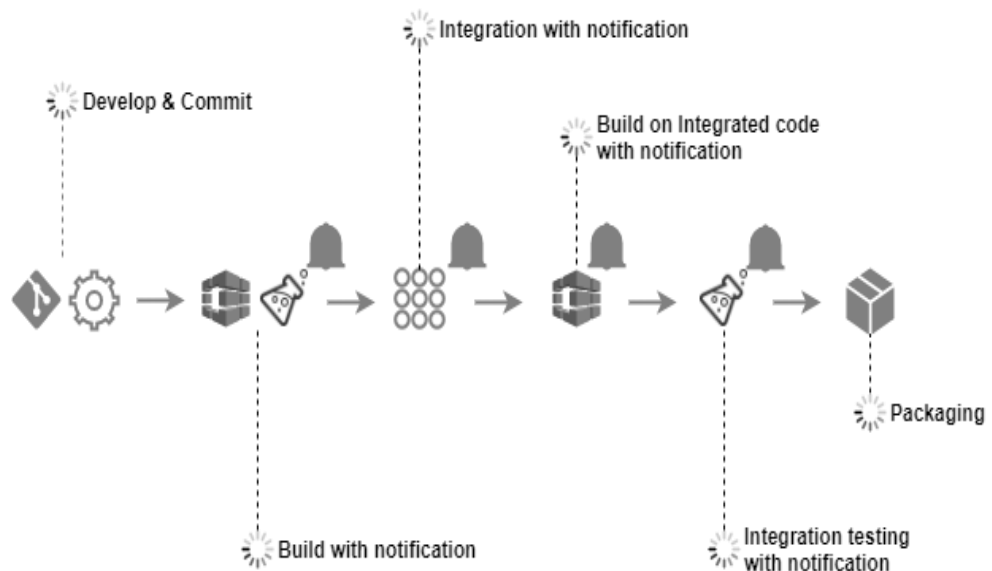 Integration with notification
Develop & Commit
Build on Integrated code
with notification
Packaging
Build with notification
Integration testing
with notification